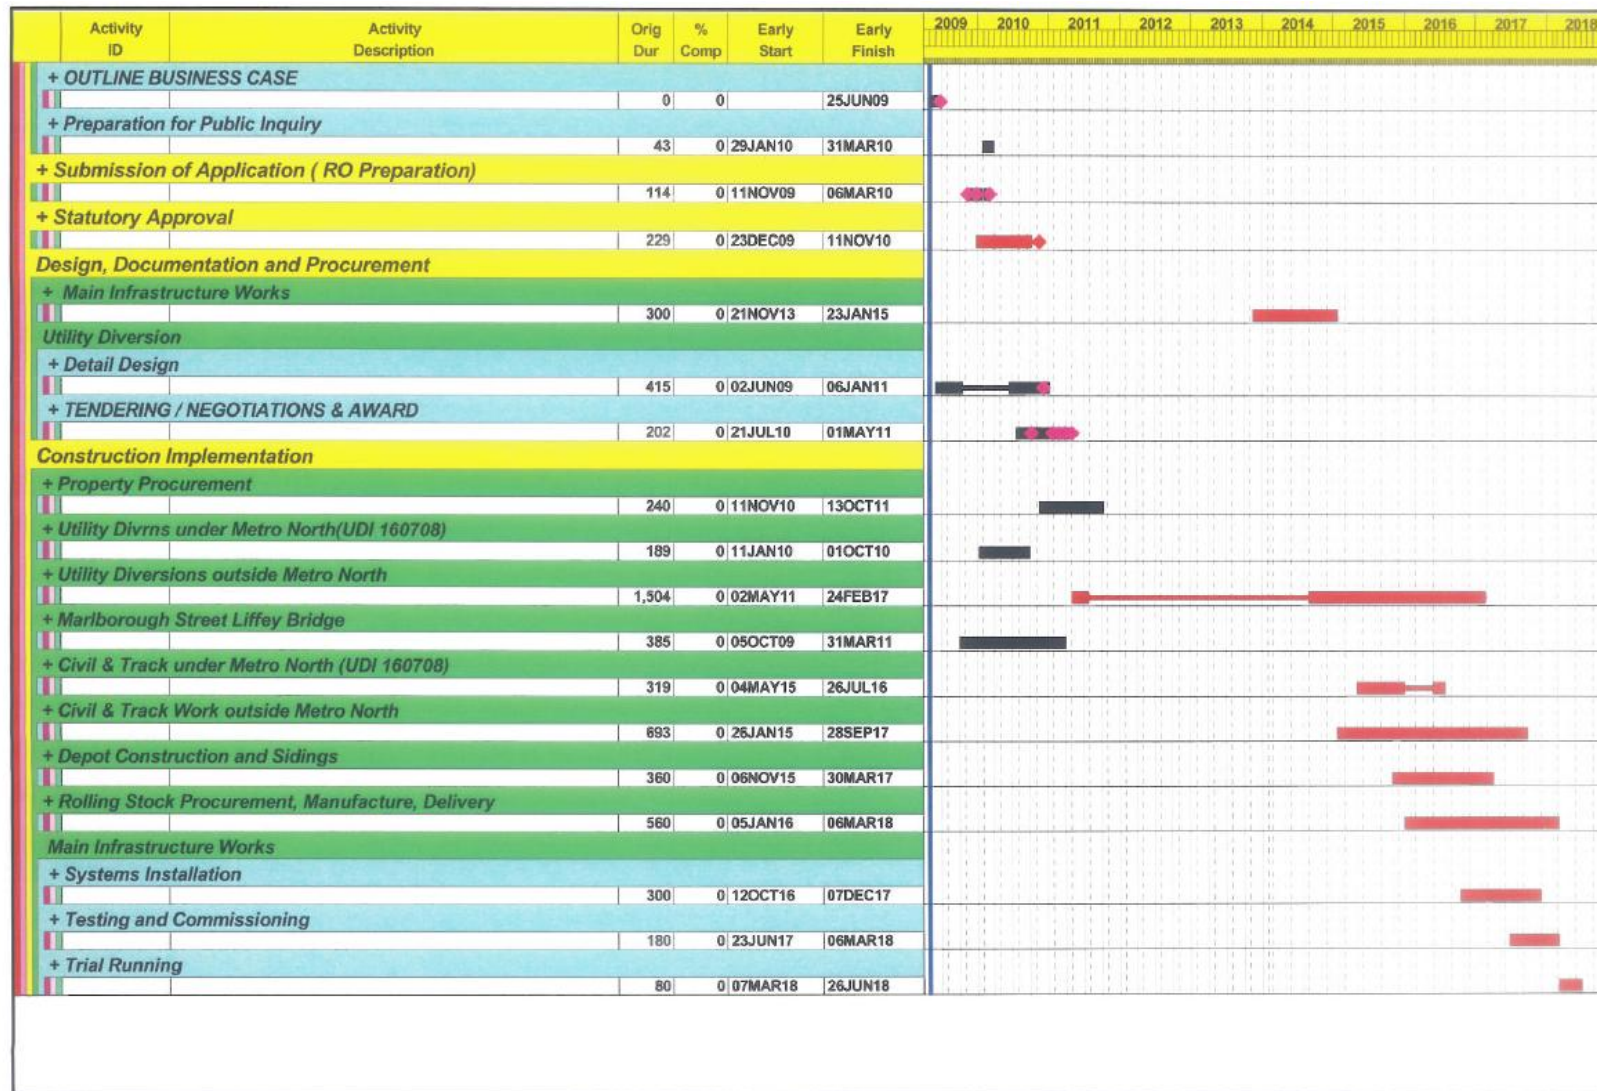 Activity ID Activity Description Orig Dur % Comp Early Start Early Finish 2009 2010 2011 2012 2013 2014 2015 2016 2017 2018
+ OUTLINE BUSINESS CASE
0 0 25JUN09
+ Preparation for Public Inquiry
43 0 29JAN10 31MAR10
+ Submission of Application ( RO Preparation)
114 0 11NOV09 06MAR10
+ Statutory Approval
229 0 23DEC09 11NOV10
Design, Documentation and Procurement
+ Main Infrastructure Works
300 0 21NOV13 23JAN15
Utility Diversion
+ Detail Design
415 0 02JUN09 06JAN11
+ TENDERING / NEGOTIATIONS & AWARD
202 0 21JUL10 01MAY11
Construction Implementation
+ Property Procurement
240 0 11NOV10 13OCT11
+ Utility Divrns under Metro North(UDI 160708)
189 0 11JAN10 01OCT10
+ Utility Diversions outside Metro North
1,504 0 02MAY11 24FEB17
+ Marlborough Street Liffey Bridge
385 0 05OCT09 31MAR11
+ Civil & Track under Metro North (UDI 160708)
319 0 04MAY15 26JUL16
+ Civil & Track Work outside Metro North
693 0 26JAN15 28SEP17
+ Depot Construction and Sidings
360 0 06NOV15 30MAR17
+ Rolling Stock Procurement, Manufacture, Delivery
560 0 05JAN16 06MAR18
Main Infrastructure Works
+ Systems Installation
300 0 12OCT16 07DEC17
+ Testing and Commissioning
180 0 23JUN17 06MAR18
+ Trial Running
80 0 07MAR18 26JUN18